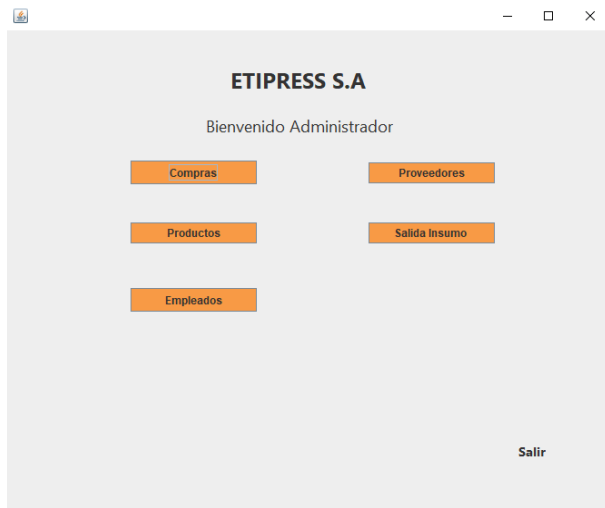 ETIPRESS S.A
Bienvenido Administrador
Compras
Proveedores
Productos
Salida Insumo
Empleados
Salir